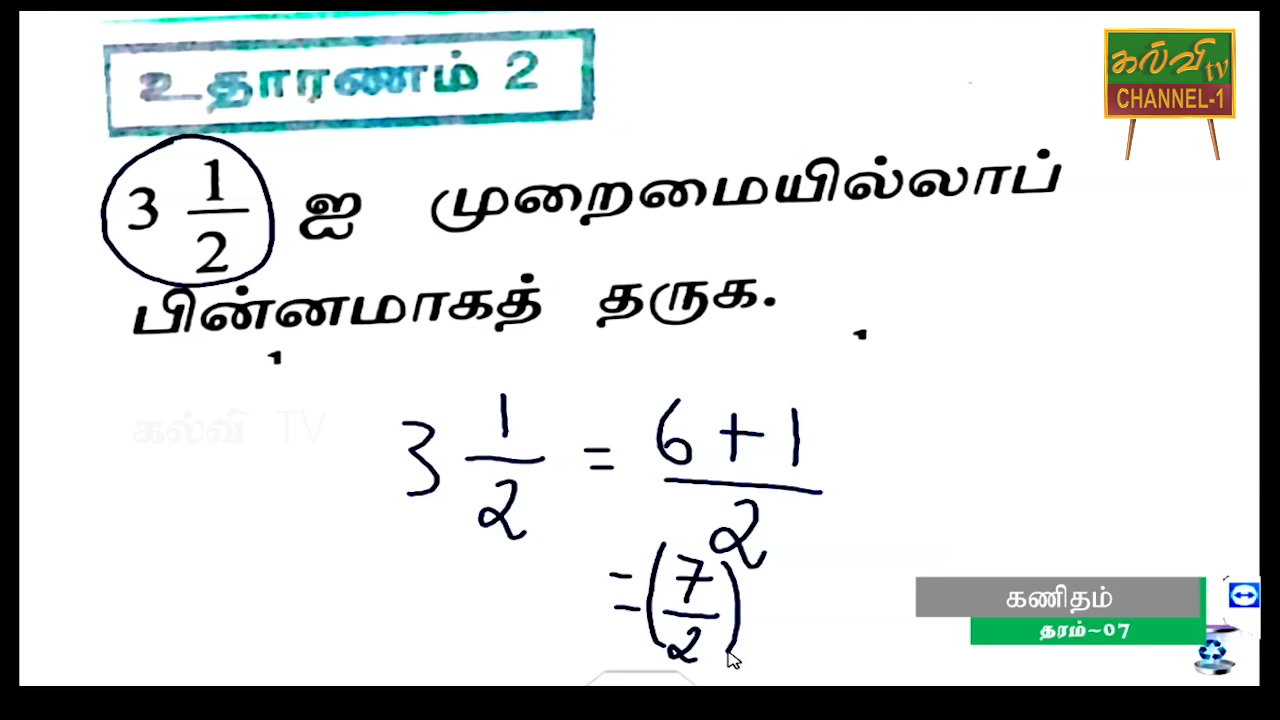 உதாரணம் 2
கல்வி tv
CHANNEL-1
3 1/2 ஐ முறைமையில்லாப்
பின்னமாகத் தருக.
கல்வி TV
3 1/2 = 6 + 1 / 2
= (7/2)
கணிதம்
தரம்-07